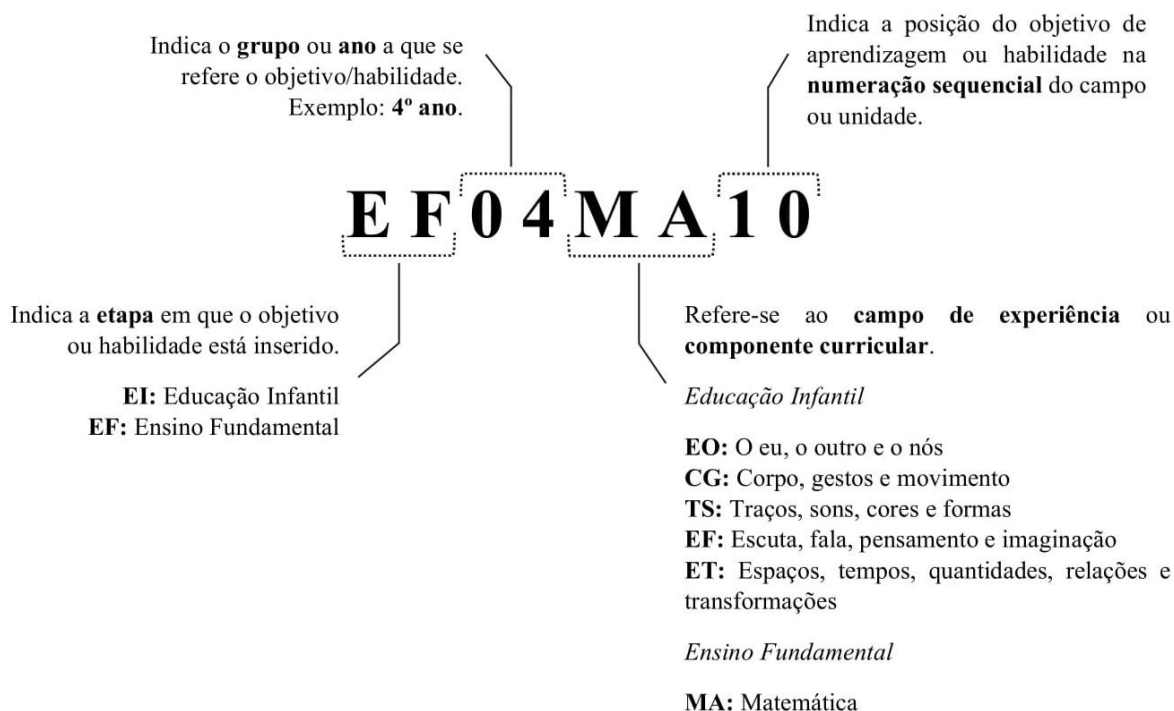 Indica o grupo ou ano a que se
refere o objetivo/habilidade.
Exemplo: 4º ano.
Indica a posição do objetivo de
aprendizagem ou habilidade na
numeração sequencial do campo
ou unidade.
EF04MA10
Indica a etapa em que o objetivo
ou habilidade está inserido.
EI: Educação Infantil
EF: Ensino Fundamental
Refere-se ao campo de experiência ou
componente curricular.
Educação Infantil
EO: O eu, o outro e o nós
CG: Corpo, gestos e movimento
TS: Traços, sons, cores e formas
EF: Escuta, fala, pensamento e imaginação
ET: Espaços, tempos, quantidades, relações e
transformações
Ensino Fundamental
MA: Matemática